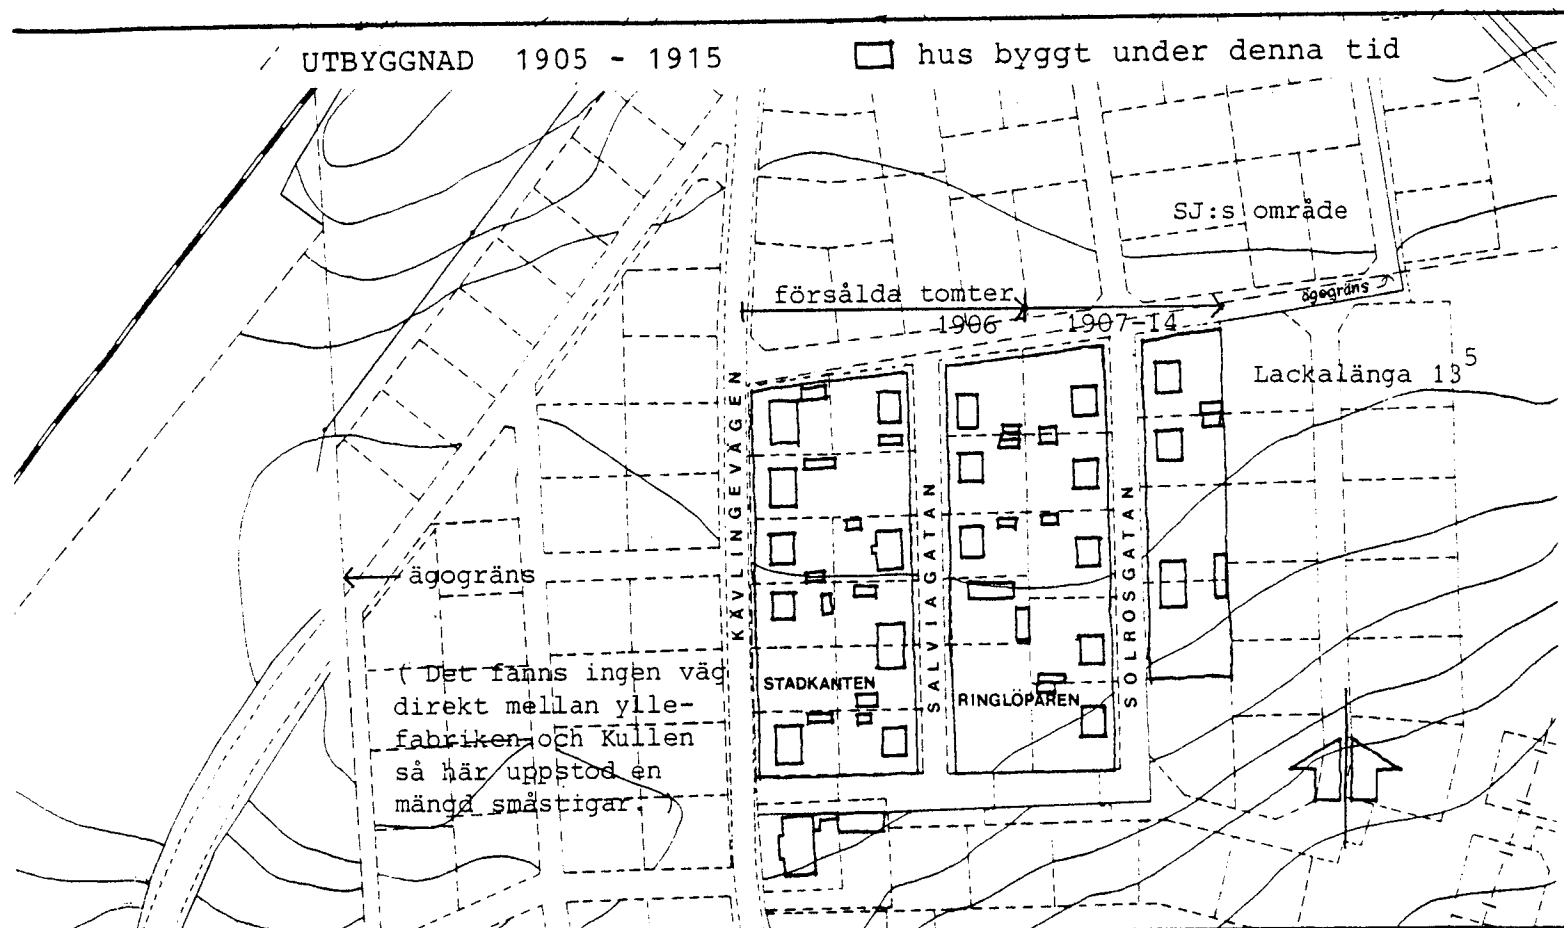 UTBYGGNAD 1905 - 1915
hus byggt under denna tid
SJ:s område
försålda tomter
1906
1907-14
ägogräns
Lackalänga 13⁵
KÄVLINGEVÄGEN
SALVIAGATAN
SOLROSGATAN
ägogräns
( Det fanns ingen väg
direkt mellan ylle-
fabriken och Kullen
så här uppstod en
mängd småstigar.
STADKANTEN
RINGLÖPAREN